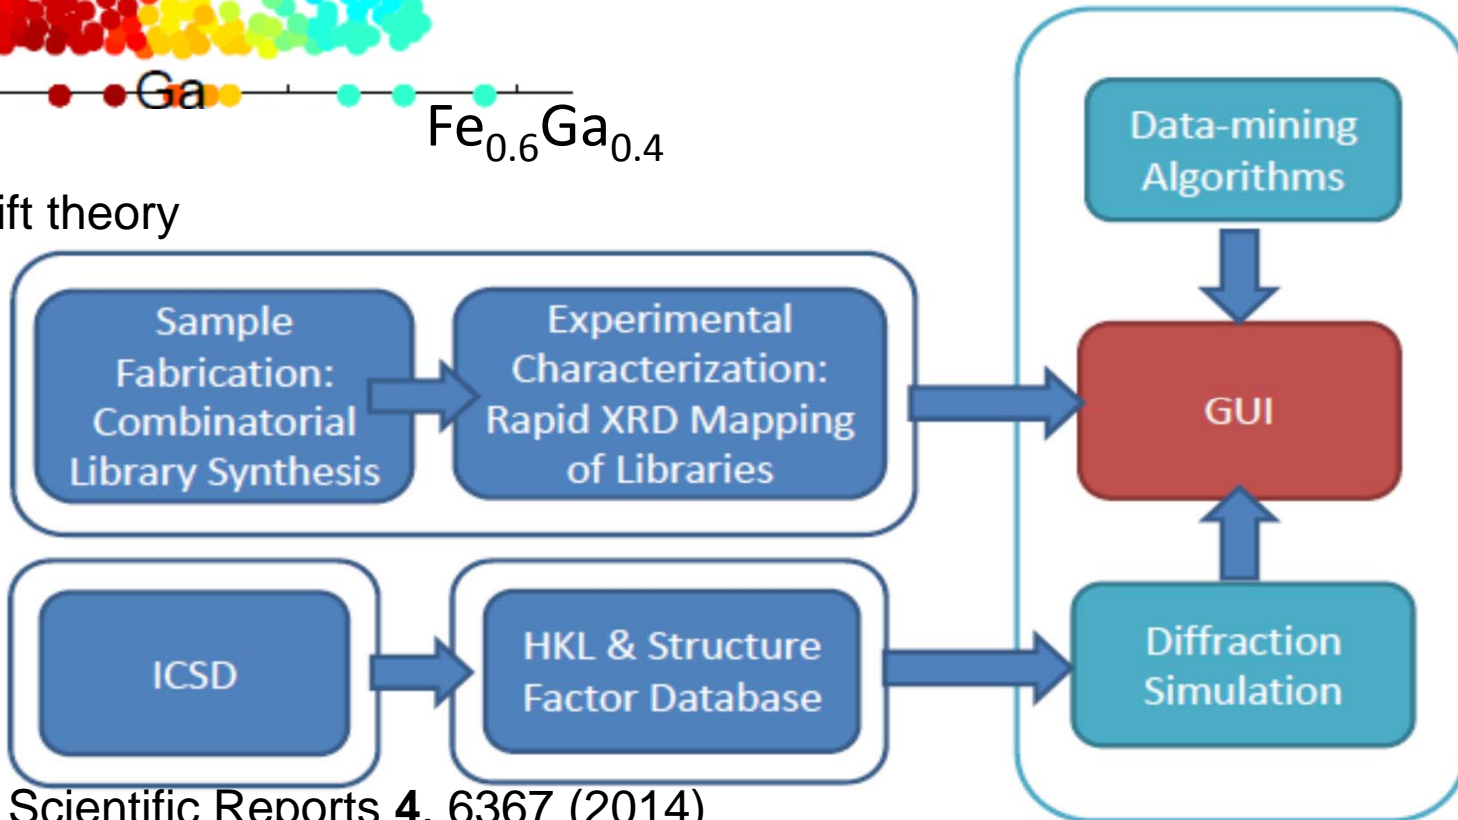 Ga
Fe0.6Ga0.4
ift theory
Data-mining
Algorithms
Sample
Fabrication:
Combinatorial
Library Synthesis
Experimental
Characterization:
Rapid XRD Mapping
of Libraries
GUI
ICSD
HKL & Structure
Factor Database
Diffraction
Simulation
Scientific Reports 4, 6367 (2014)